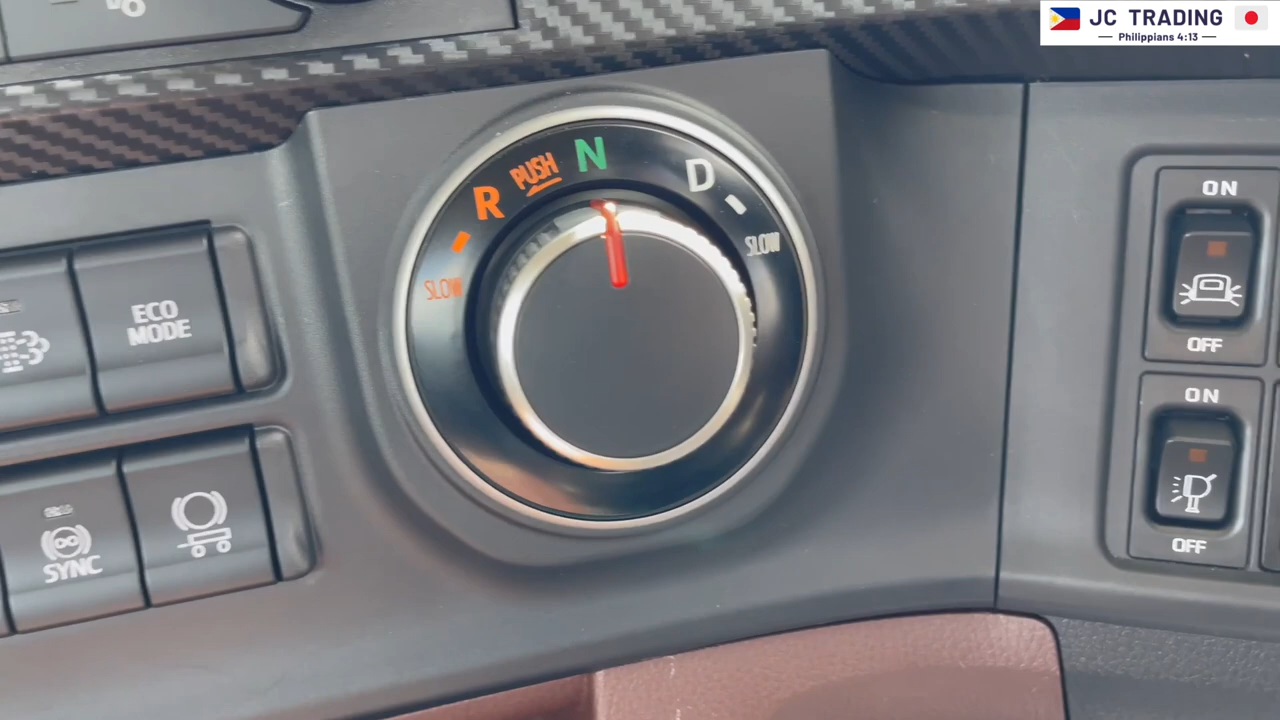 JC TRADING
Philippians 4:13
R
PUSH
N
D
SLOW
SLOW
ECO
MODE
SYNC
ON
OFF
ON
OFF